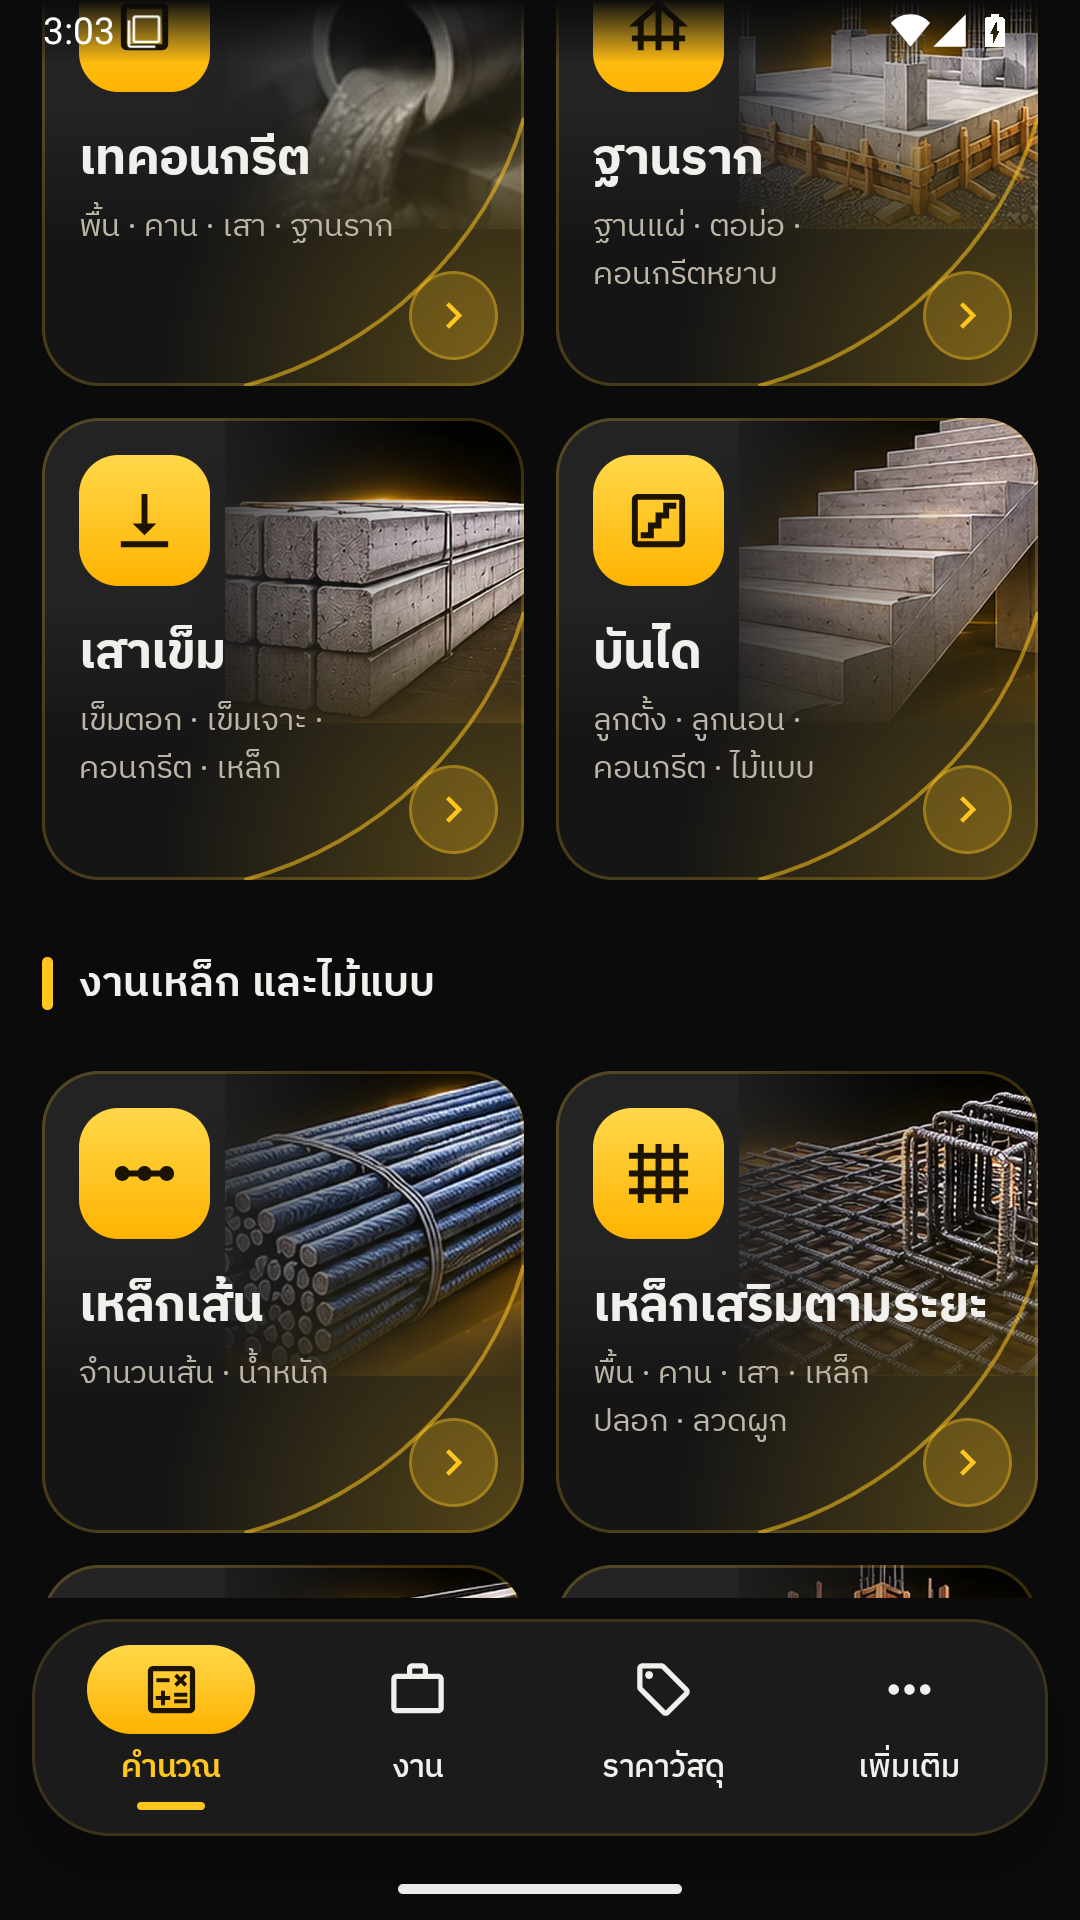 3:03
เทคอนกรีต
พื้น · คาน · เสา · ฐานราก
ฐานราก
ฐานแผ่ · ตอม่อ ·
คอนกรีตหยาบ
เสาเข็ม
เข็มตอก · เข็มเจาะ ·
คอนกรีต · เหล็ก
บันได
ลูกตั้ง · ลูกนอน ·
คอนกรีต · ไม้แบบ
งานเหล็ก และไม้แบบ
เหล็กเส้น
จำนวนเส้น · น้ำหนัก
เหล็กเสริมตามระยะ
พื้น · คาน · เสา · เหล็ก
ปลอก · ลวดผูก
คำนวณ
งาน
ราคาวัสดุ
เพิ่มเติม